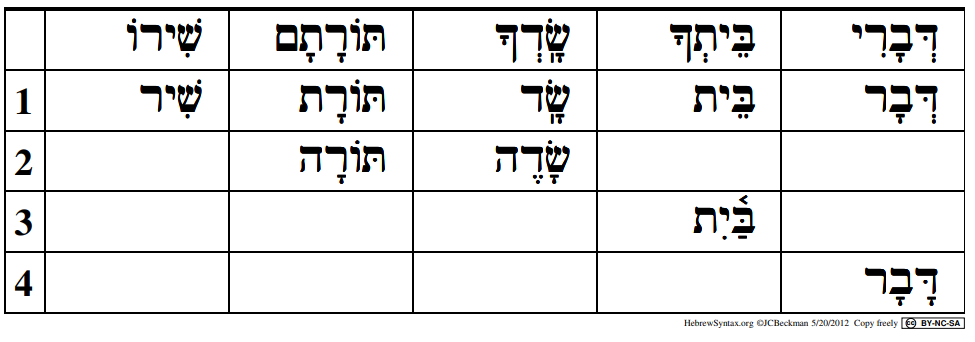 דְּבָרִי בֵּיתְךָ שָֽׂדְךָ תּוֹרָתָם שִׁירוֹ
1 דְּבָר בֵּית שָֽׂד תּוֹרָת שִׁיר
2 שָׂדֶה תּוֹרָה
3 בַּ֫יִת
4 דָּבָר
HebrewSyntax.org ©JCBeckman 5/20/2012 Copy freely cc BY-NC-SA